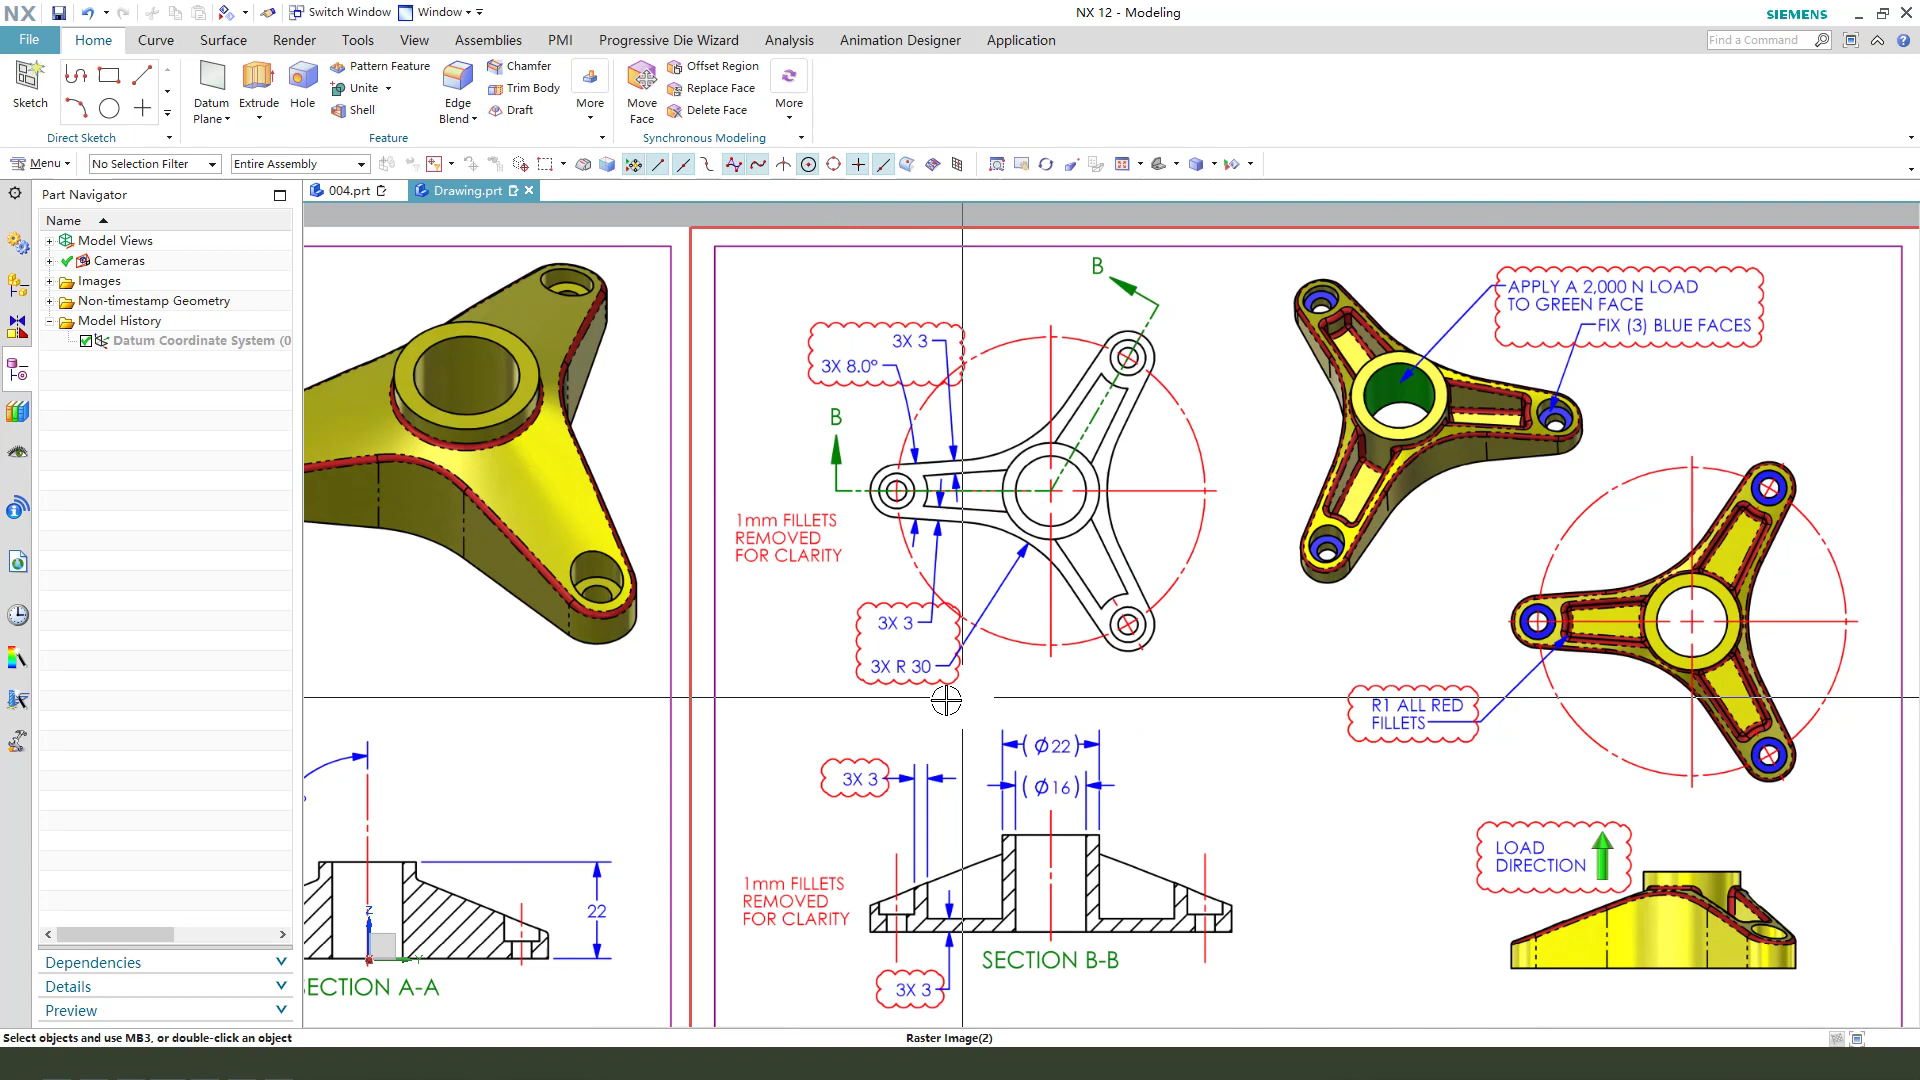 NX
Switch Window
Window
NX 12 - Modeling
SIEMENS
File
Home
Curve
Surface
Render
Tools
View
Assemblies
PMI
Progressive Die Wizard
Analysis
Animation Designer
Application
Find a Command
Sketch
Direct Sketch
Datum
Plane
Extrude
Hole
Pattern Feature
Unite
Shell
Edge
Blend
Chamfer
Trim Body
Draft
More
Feature
Move
Face
Offset Region
Replace Face
Delete Face
More
Synchronous Modeling
Menu
No Selection Filter
Entire Assembly
Part Navigator
004.prt
Drawing.prt
Name
Model Views
Cameras
Images
Non-timestamp Geometry
Model History
Datum Coordinate System (0
Dependencies
Details
Preview
22
Z
Y
ECTION A-A
B
3X 3
3X 8.0°
B
1mm FILLETS
REMOVED
FOR CLARITY
3X 3
3X R 30
APPLY A 2,000 N LOAD
TO GREEN FACE
FIX (3) BLUE FACES
R1 ALL RED
FILLETS
(Ø22)
3X 3
(Ø16)
1mm FILLETS
REMOVED
FOR CLARITY
SECTION B-B
3X 3
LOAD
DIRECTION
Select objects and use MB3, or double-click an object
Raster Image(2)